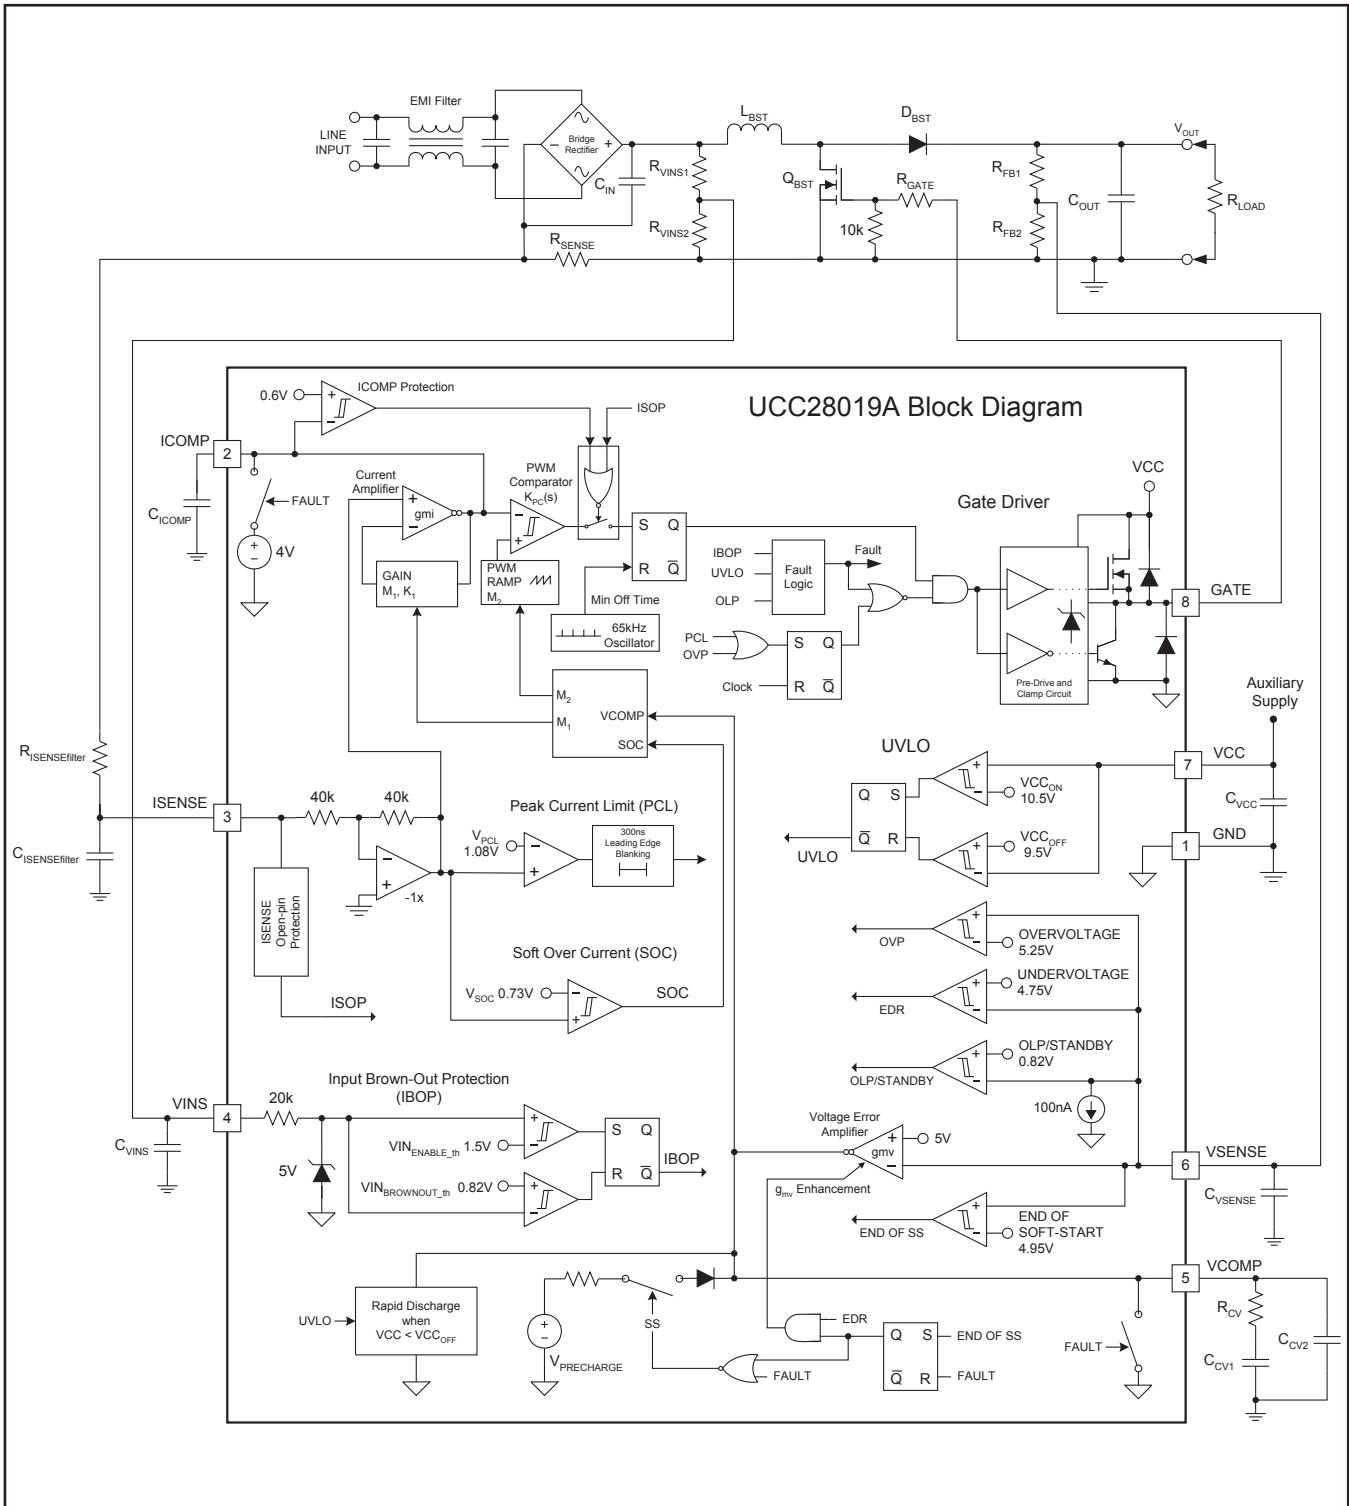 EMI Filter
LINE
INPUT
Bridge
Rectifier
−
+
C_IN
R_VINS1
R_VINS2
R_SENSE
L_BST
D_BST
Q_BST
R_GATE
10k
R_FB1
R_FB2
C_OUT
V_OUT
R_LOAD
UCC28019A Block Diagram
0.6V
+
−
ICOMP Protection
ISOP
ICOMP
2
C_ICOMP
FAULT
+
−
4V
Current
Amplifier
+
gmi
−
GAIN
M1, K1
PWM
Comparator
K_PC(s)
−
+
PWM
RAMP
M2
S Q
R Q̅
Min Off Time
65kHz
Oscillator
M2
M1
VCOMP
SOC
IBOP
UVLO
OLP
Fault
Logic
Fault
PCL
OVP
S Q
Clock
R Q̅
Gate Driver
VCC
Pre-Drive and
Clamp Circuit
8
GATE
Auxiliary
Supply
7
VCC
C_VCC
1
GND
UVLO
Q S
Q̅ R
UVLO
+
−
VCC_ON
10.5V
VCC_OFF
9.5V
+
−
R_ISENSEfilter
ISENSE
3
C_ISENSEfilter
40k
40k
−
+
-1x
ISENSE
Open-pin
Protection
ISOP
Peak Current Limit (PCL)
V_PCL
1.08V
−
+
300ns
Leading Edge
Blanking
Soft Over Current (SOC)
V_SOC 0.73V
−
+
SOC
OVP
+
−
OVERVOLTAGE
5.25V
EDR
+
−
UNDERVOLTAGE
4.75V
OLP/STANDBY
+
−
OLP/STANDBY
0.82V
100nA
Input Brown-Out Protection
(IBOP)
VINS
4
C_VINS
20k
5V
VIN_ENABLE_th 1.5V
+
−
VIN_BROWNOUT_th 0.82V
+
−
S Q
R Q̅
IBOP
Voltage Error
Amplifier
+
gmv
−
5V
g_mv Enhancement
6
VSENSE
C_VSENSE
END OF SS
+
−
END OF
SOFT-START
4.95V
5
VCOMP
R_CV
C_CV1
C_CV2
UVLO
Rapid Discharge
when
VCC < VCC_OFF
+
−
V_PRECHARGE
SS
EDR
FAULT
Q S
Q̅ R
END OF SS
FAULT
FAULT